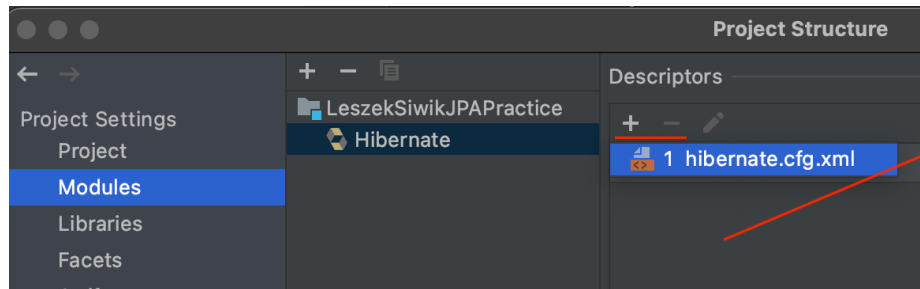 Project Structure
Descriptors
Project Settings
Project
Modules
Libraries
Facets
LeszekSiwikJPAPractice
Hibernate
1 hibernate.cfg.xml